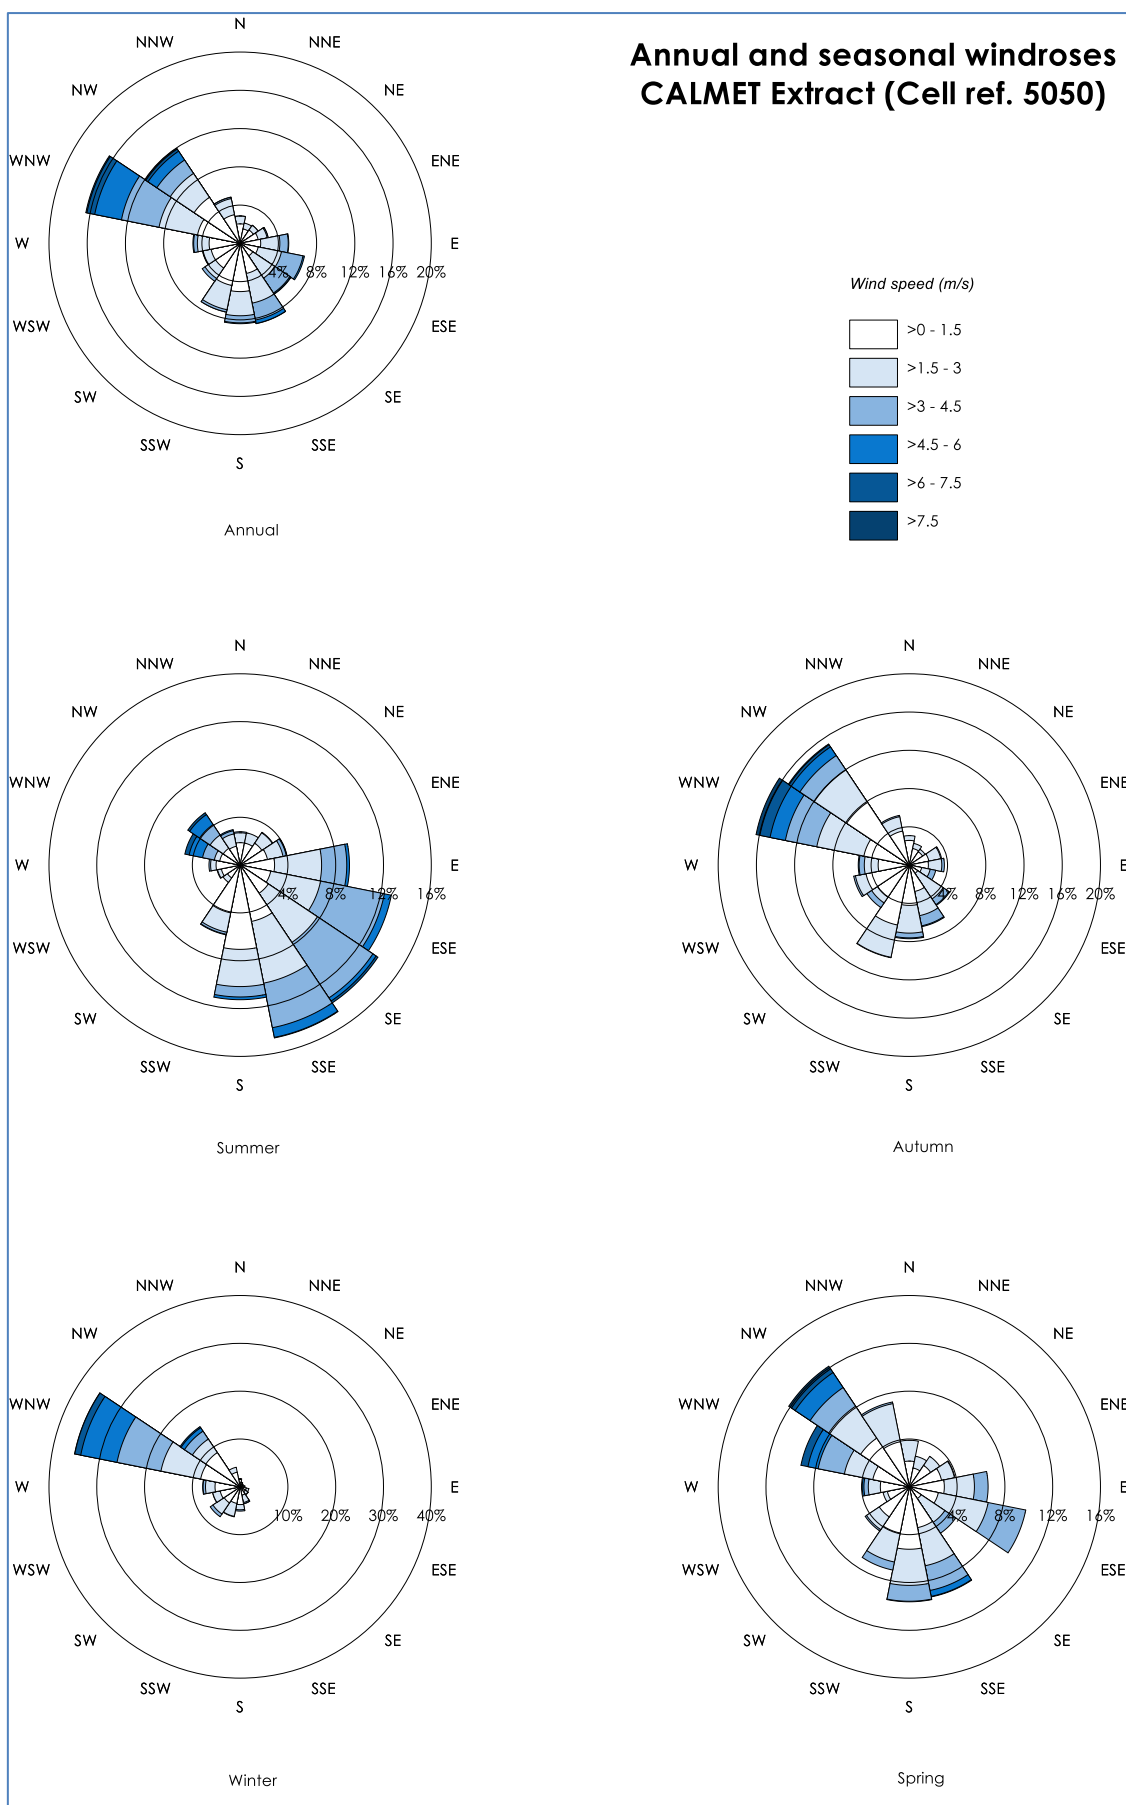 Annual and seasonal windroses
CALMET Extract (Cell ref. 5050)
N
NNW NNE
NW NE
WNW ENE
W E
4% 8% 12% 16% 20%
WSW ESE
SW SE
SSW SSE
S
Annual
Wind speed (m/s)
>0 - 1.5
>1.5 - 3
>3 - 4.5
>4.5 - 6
>6 - 7.5
>7.5
N
NNW NNE
NW NE
WNW ENE
W E
4% 8% 12% 16%
WSW ESE
SW SE
SSW SSE
S
Summer
N
NNW NNE
NW NE
WNW ENE
W E
4% 8% 12% 16% 20%
WSW ESE
SW SE
SSW SSE
S
Autumn
N
NNW NNE
NW NE
WNW ENE
W E
10% 20% 30% 40%
WSW ESE
SW SE
SSW SSE
S
Winter
N
NNW NNE
NW NE
WNW ENE
W E
4% 8% 12% 16%
WSW ESE
SW SE
SSW SSE
S
Spring